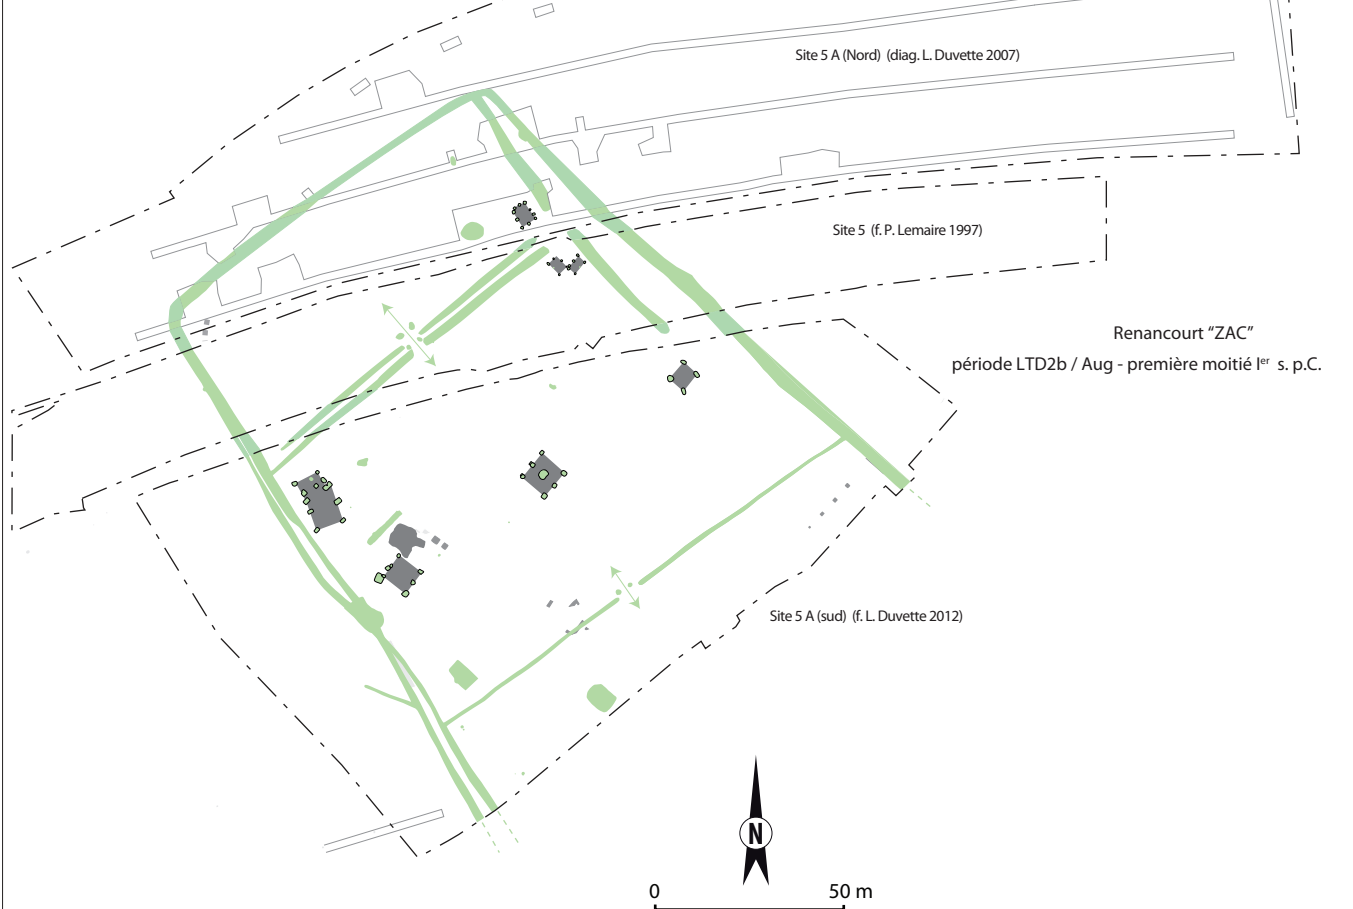 Site 5 A (Nord) (diag. L. Duvette 2007)
Site 5 (f. P. Lemaire 1997)
Renancourt “ZAC”
période LTD2b / Aug - première moitié Ier s. p.C.
Site 5 A (sud) (f. L. Duvette 2012)
N
0 50 m